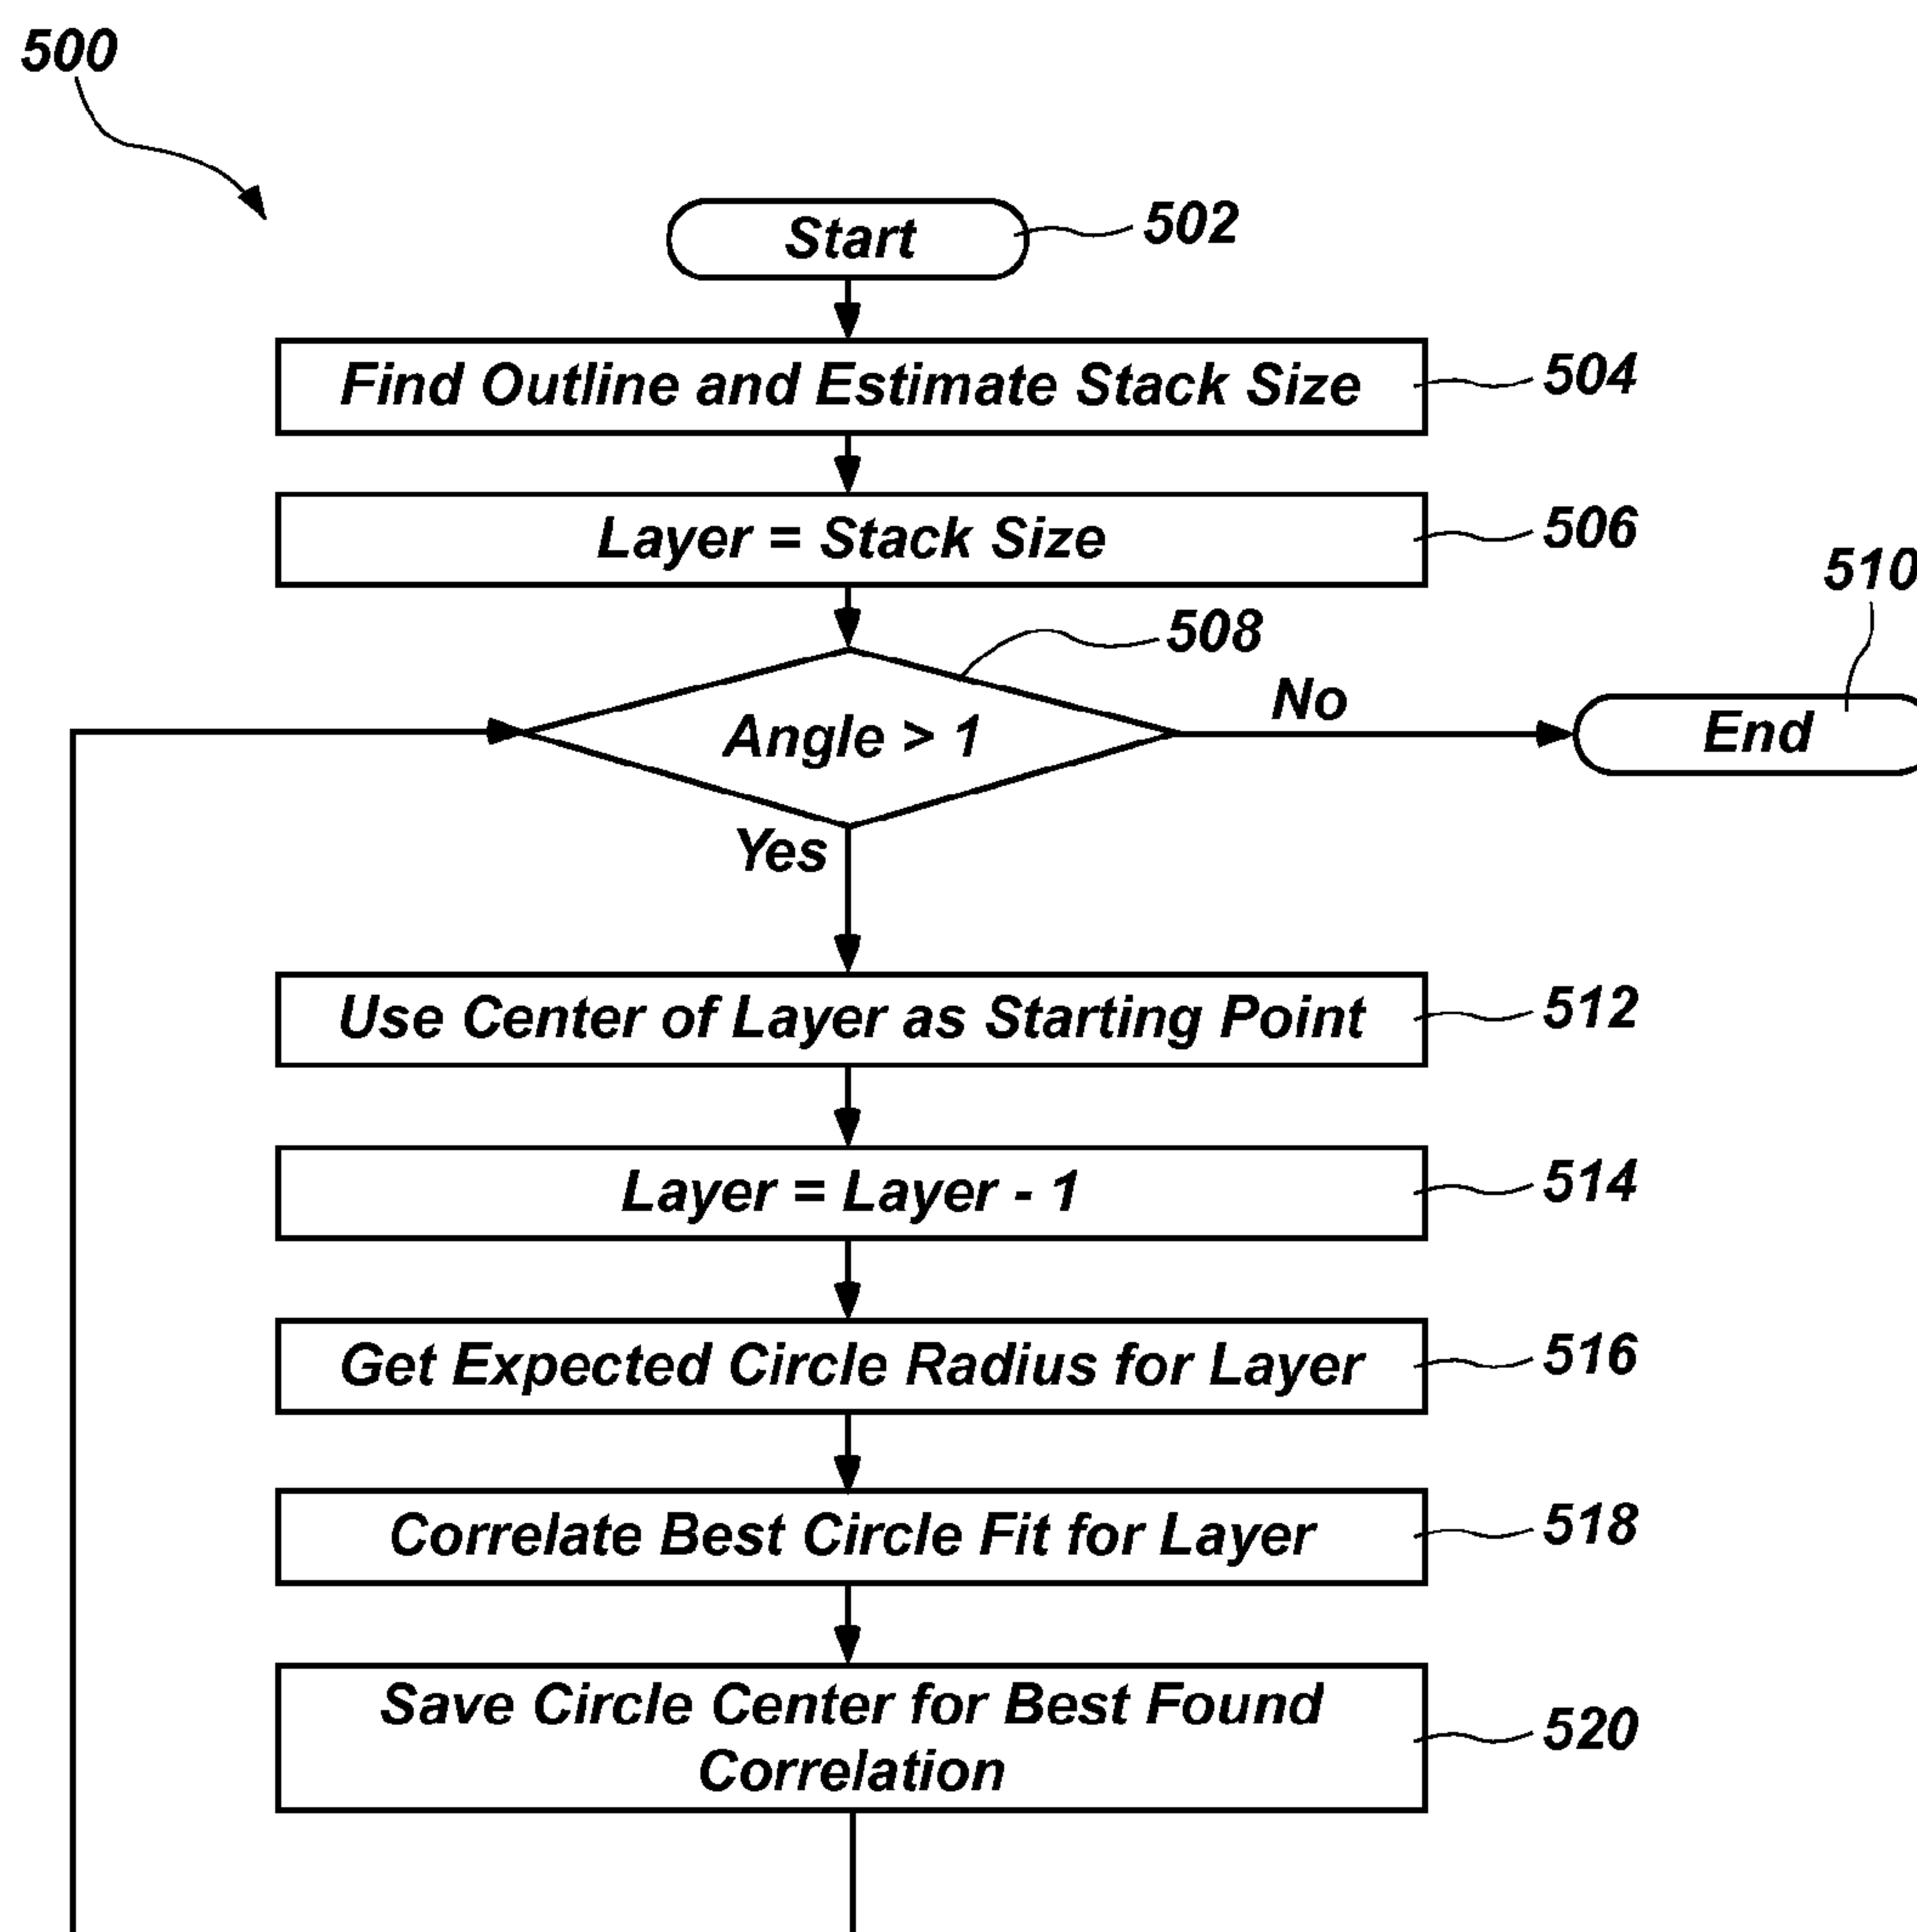 500
Start
502
Find Outline and Estimate Stack Size
504
Layer = Stack Size
506
510
508
Angle > 1
No
End
Yes
Use Center of Layer as Starting Point
512
Layer = Layer - 1
514
Get Expected Circle Radius for Layer
516
Correlate Best Circle Fit for Layer
518
Save Circle Center for Best Found
Correlation
520